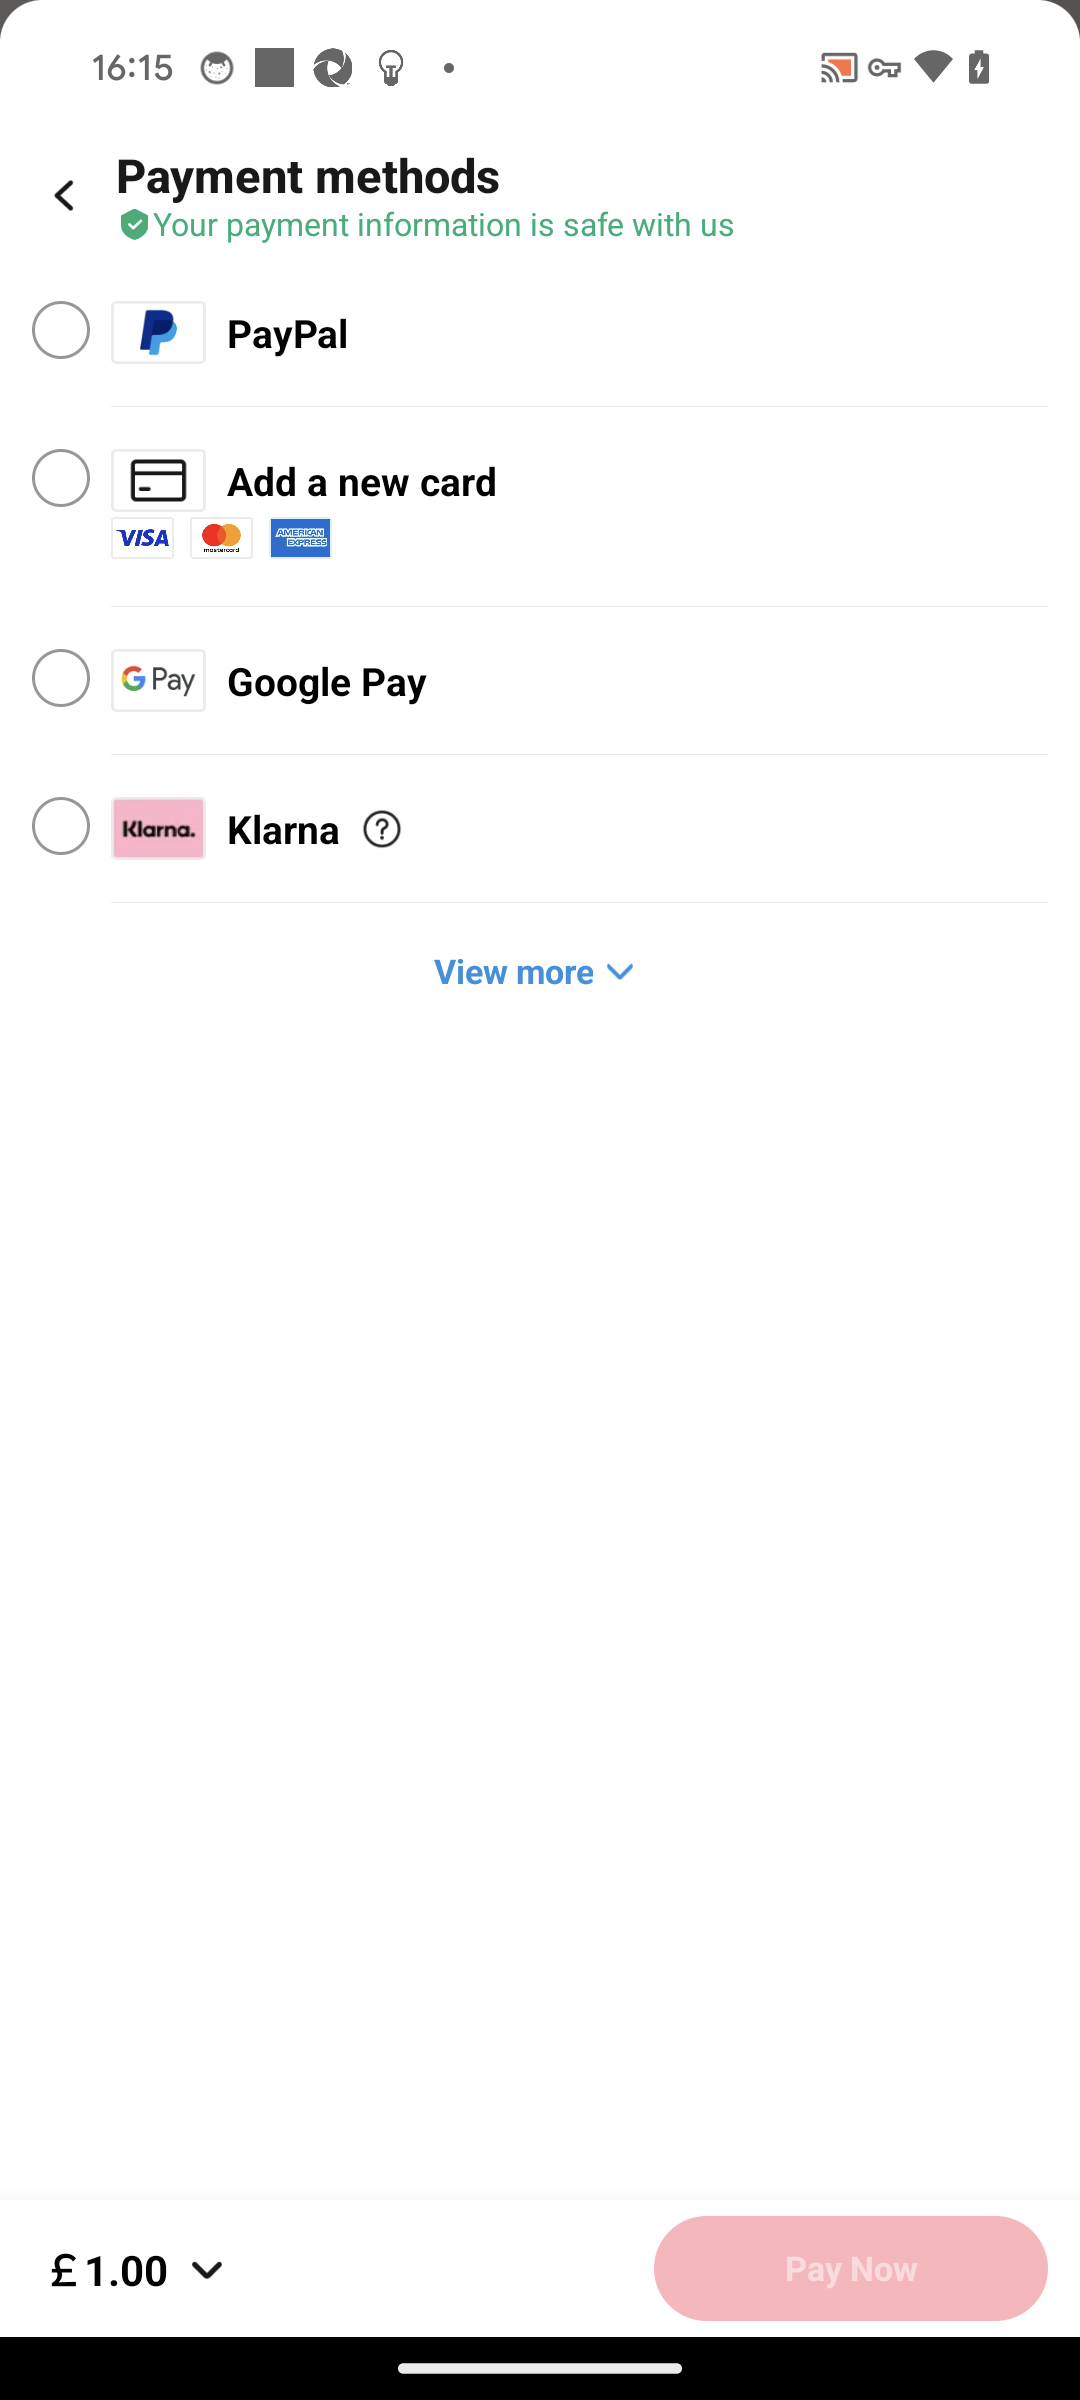 16:15
Payment methods
Your payment information is safe with us
PayPal
Add a new card
VISA mastercard AMERICAN EXPRESS
G Pay Google Pay
Klarna. Klarna ?
View more
£ 1.00 Pay Now